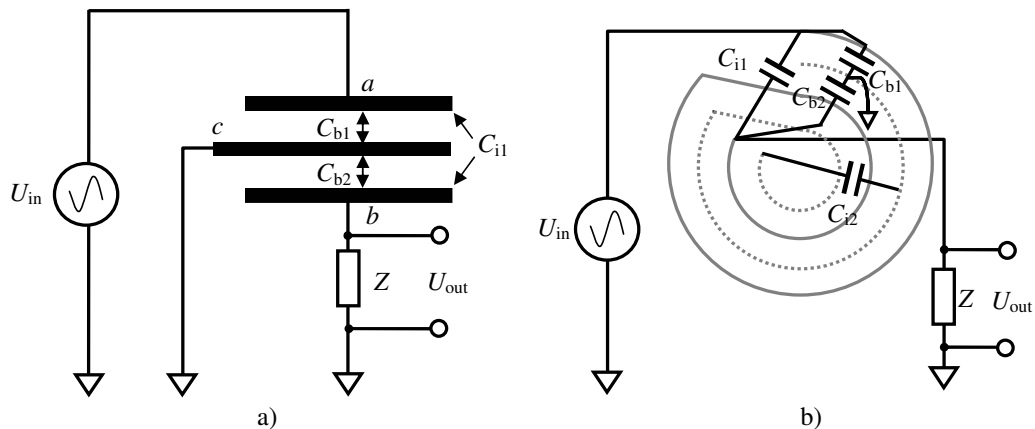 a
c
C_b1
C_i1
C_b2
U_in
b
Z
U_out
a)
C_i1
C_b1
C_b2
C_i2
U_in
Z
U_out
b)